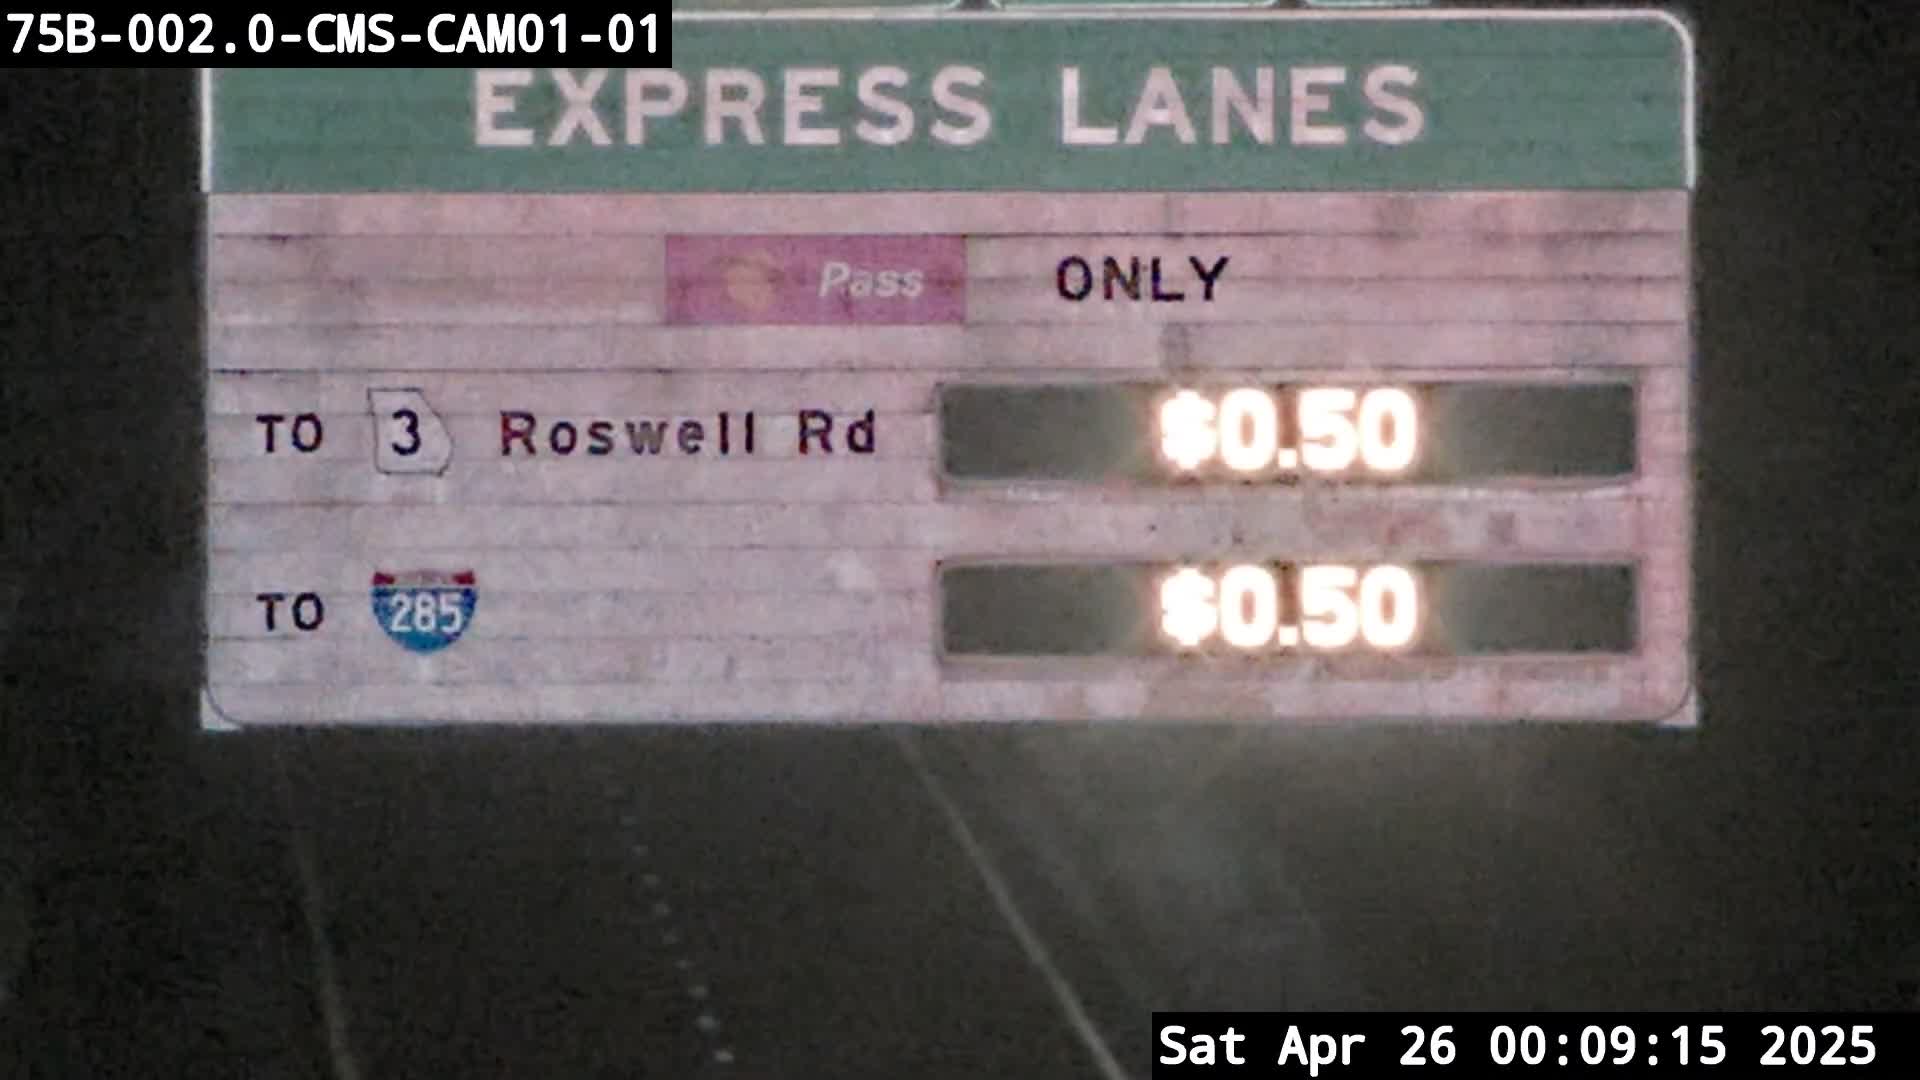 75B-002.0-CMS-CAM01-01
EXPRESS LANES
Pass ONLY
TO 3 Roswell Rd $0.50
TO 285 $0.50
Sat Apr 26 00:09:15 2025